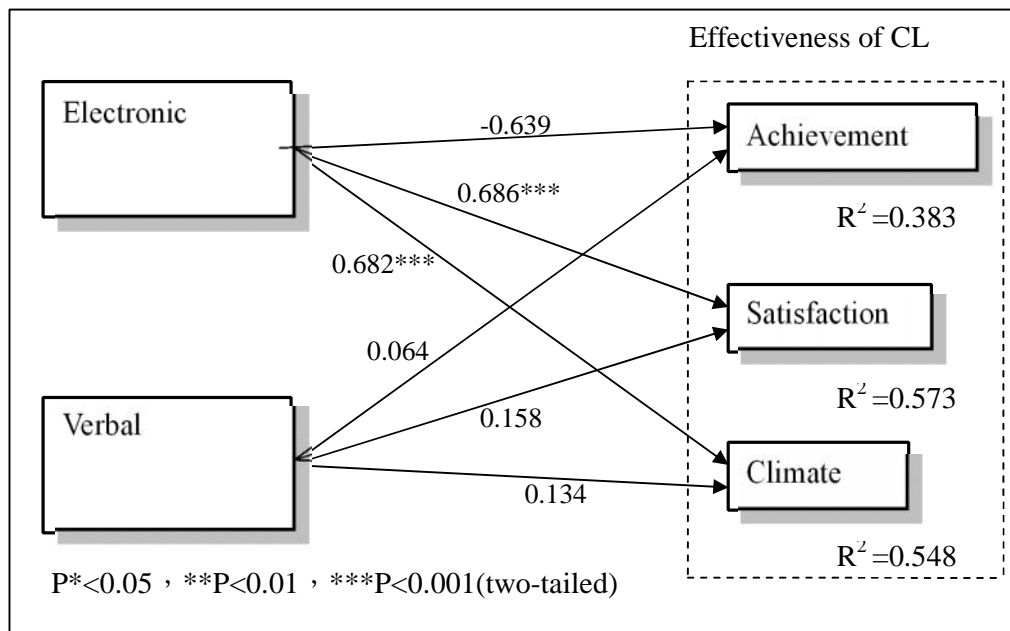 Effectiveness of CL
Electronic
-0.639
Achievement
0.686***
R² =0.383
0.682***
Satisfaction
0.064
R² =0.573
Verbal
0.158
Climate
0.134
R² =0.548
P*<0.05，**P<0.01，***P<0.001(two-tailed)